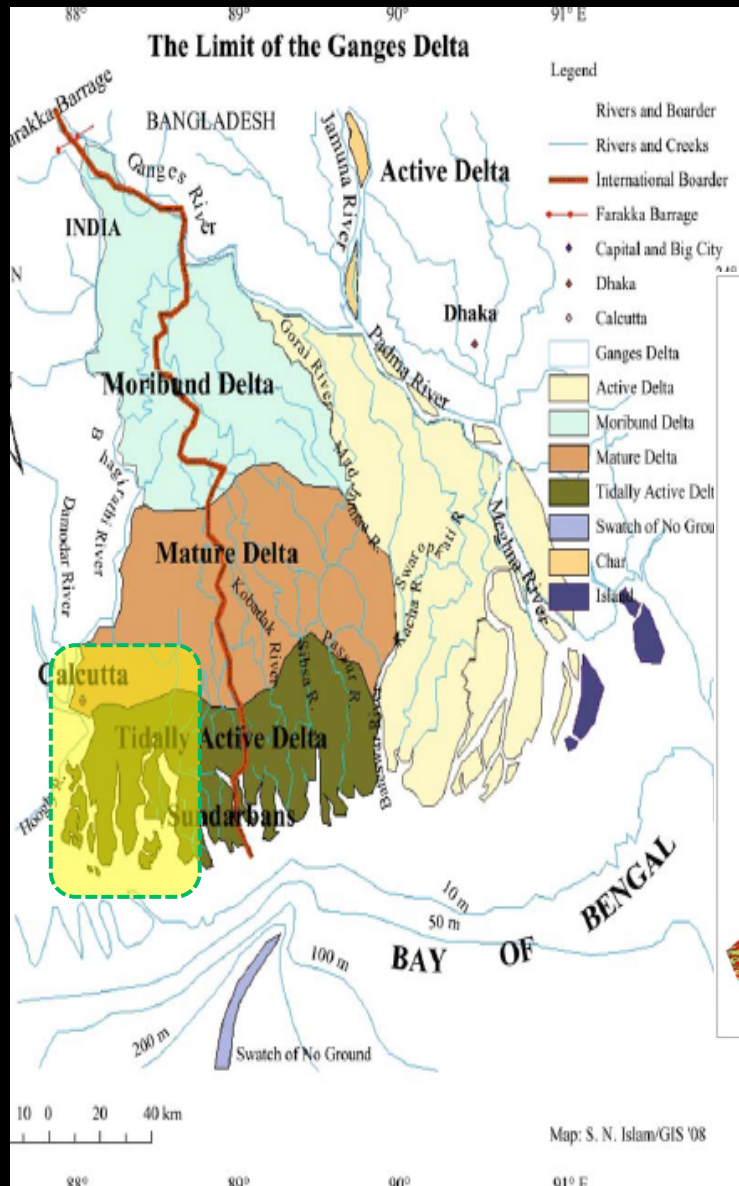 88°
89°
90°
91° E
The Limit of the Ganges Delta
Legend
Rivers and Boarder
Rivers and Creeks
International Boarder
Farakka Barrage
Capital and Big City
Dhaka
Calcutta
Ganges Delta
Active Delta
Moribund Delta
Mature Delta
Tidally Active Delt
Swatch of No Grou
Char
Island
arakka Barrage
BANGLADESH
Ganges River
Jamuna River
Active Delta
INDIA
N
Dhaka
Gorai River
Padma River
Moribund Delta
Bhagirathi River
Damodar River
Mature Delta
Kobadak River
Sibsa R.
Passur R.
Kacha R.
Meghna River
Calcutta
Tidally Active Delta
Sundarbans
Hoogly R.
10 m
50 m
100 m
200 m
BAY OF BENGAL
Swatch of No Ground
10 0 20 40 km
Map: S. N. Islam/GIS '08
88°
89°
90°
91° E